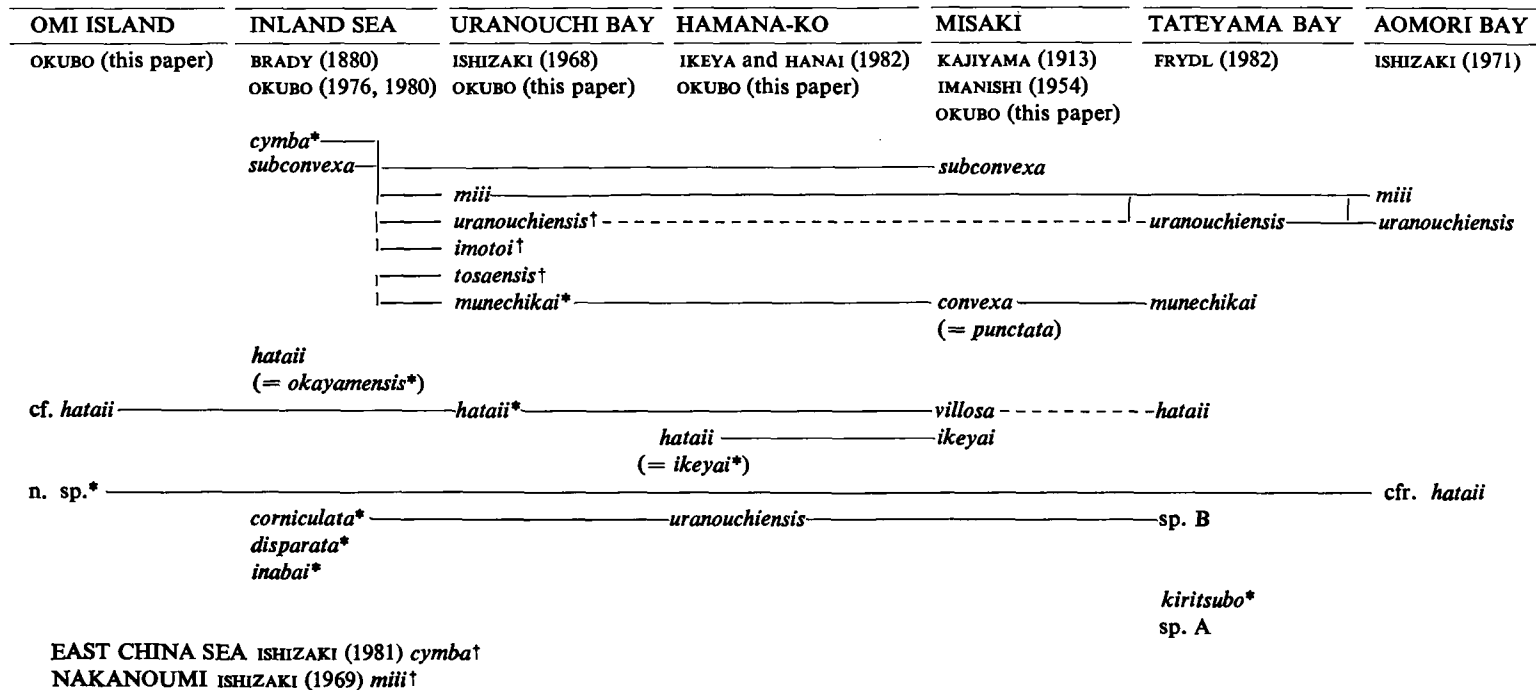 OMI ISLAND INLAND SEA URANOUCHI BAY HAMANA-KO MISAKI TATEYAMA BAY AOMORI BAY
OKUBO (this paper) BRADY (1880) ISHIZAKI (1968) IKEYA and HANAI (1982) KAJIYAMA (1913) FRYDL (1982) ISHIZAKI (1971)
OKUBO (1976, 1980) OKUBO (this paper) OKUBO (this paper) IMANISHI (1954)
OKUBO (this paper)
cymba*
subconvexa subconvexa
miii miii
uranouchiensis† uranouchiensis uranouchiensis
imotoi†
tosaensis†
munechikai* convexa munechikai
(= punctata)
hataii
(= okayamensis*)
cf. hataii hataii* villosa hataii
hataii ikeyai
(= ikeyai*)
n. sp.* cfr. hataii
corniculata* uranouchiensis sp. B
disparata*
inabai*
kiritsubo*
sp. A
EAST CHINA SEA ISHIZAKI (1981) cymba†
NAKANOUMI ISHIZAKI (1969) miii†